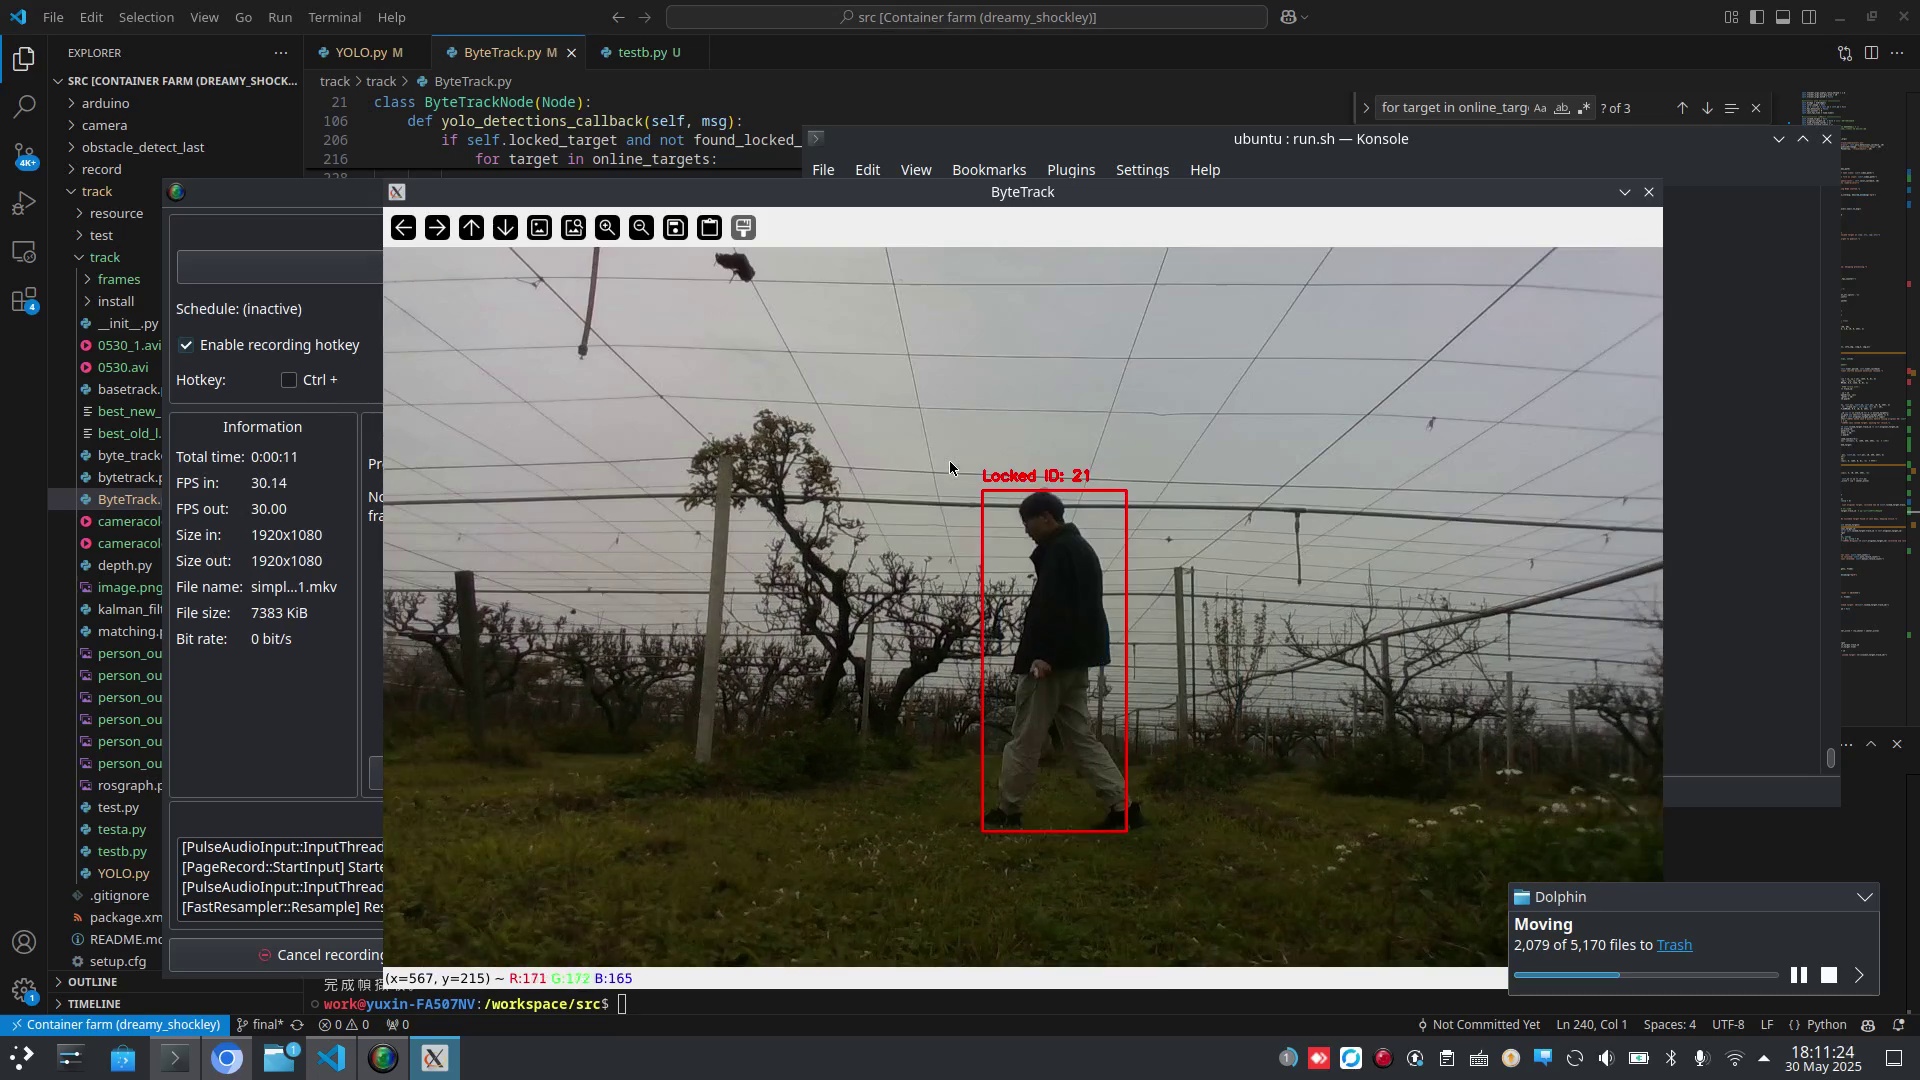 File Edit Selection View Go Run Terminal Help
src [Container farm (dreamy_shockley)]
EXPLORER
YOLO.py M
ByteTrack.py M
testb.py U
SRC [CONTAINER FARM (DREAMY_SHOCK...
track > track > ByteTrack.py
21 class ByteTrackNode(Node):
106 def yolo_detections_callback(self, msg):
206 if self.locked_target and not found_locked_
216 for target in online_targets:
for target in online_targ
Aa ab
? of 3
ubuntu : run.sh — Konsole
File Edit View Bookmarks Plugins Settings Help
arduino
camera
obstacle_detect_last
record
track
resource
test
track
frames
install
__init__.py
0530_1.avi
0530.avi
basetrack.
best_new_
best_old_l.
byte_tracke
bytetrack.p
ByteTrack.
cameracol
cameracol
depth.py
image.png
kalman_filt
matching.p
person_ou
person_ou
person_ou
person_ou
person_ou
person_ou
rosgraph.p
test.py
testa.py
testb.py
YOLO.py
.gitignore
package.xm
README.md
setup.cfg
OUTLINE
TIMELINE
4K+
4
1
Schedule: (inactive)
Enable recording hotkey
Hotkey: Ctrl +
Information
Total time: 0:00:11
FPS in: 30.14
FPS out: 30.00
Size in: 1920x1080
Size out: 1920x1080
File name: simpl...1.mkv
File size: 7383 KiB
Bit rate: 0 bit/s
Pr
No
fra
[PulseAudioInput::InputThread
[PageRecord::StartInput] Starte
[PulseAudioInput::InputThread
[FastResampler::Resample] Res
Cancel recording
ByteTrack
Locked ID: 21
(x=567, y=215) ~ R:171 G:172 B:165
Dolphin
Moving
2,079 of 5,170 files to Trash
work@yuxin-FA507NV:/workspace/src$
Container farm (dreamy_shockley)
final*
0 0
0
Not Committed Yet
Ln 240, Col 1
Spaces: 4
UTF-8
LF
{} Python
1
1
18:11:24
30 May 2025